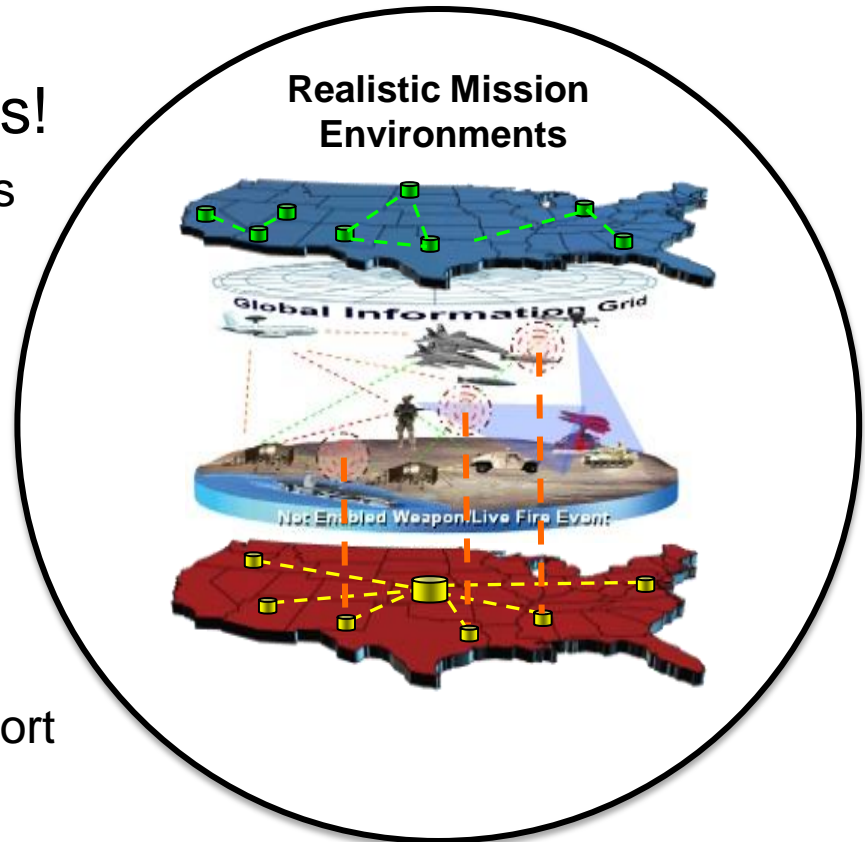 Realistic Mission
Environments
s!
s
Global Information Grid
Net Enabled Weapon/Live Fire Event
ort